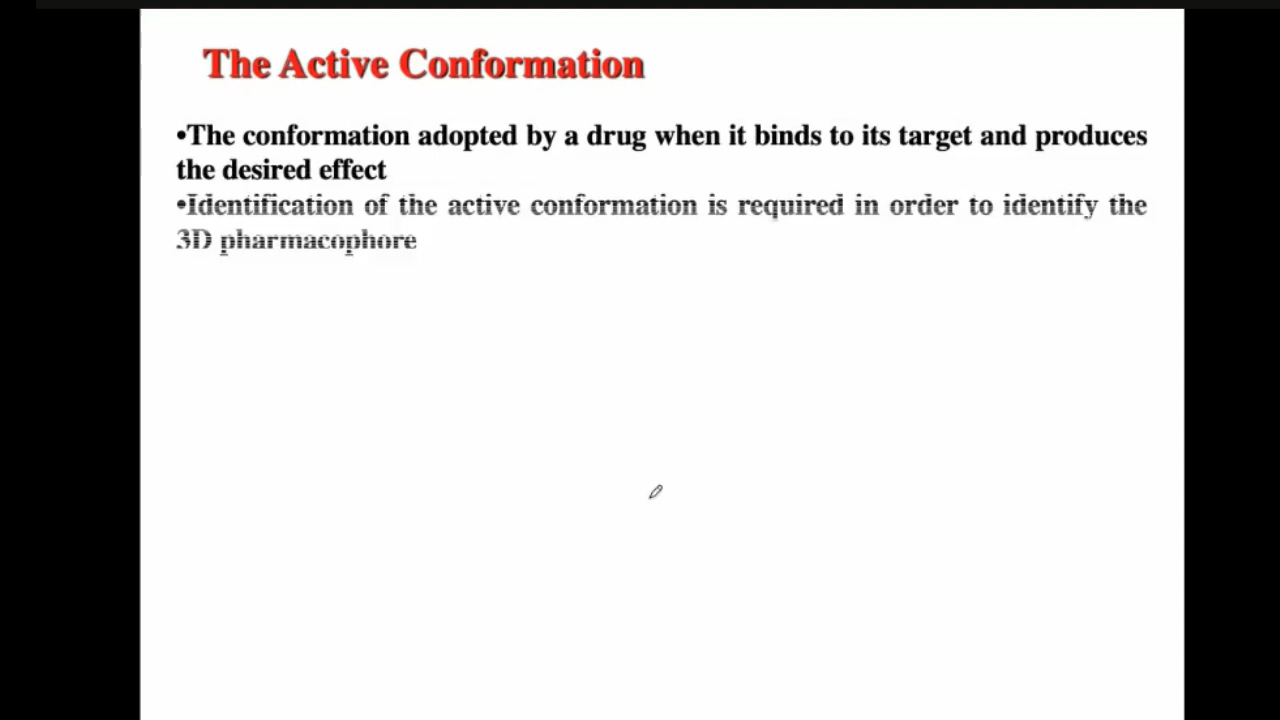 The Active Conformation
•The conformation adopted by a drug when it binds to its target and produces
the desired effect
•Identification of the active conformation is required in order to identify the
3D pharmacophore